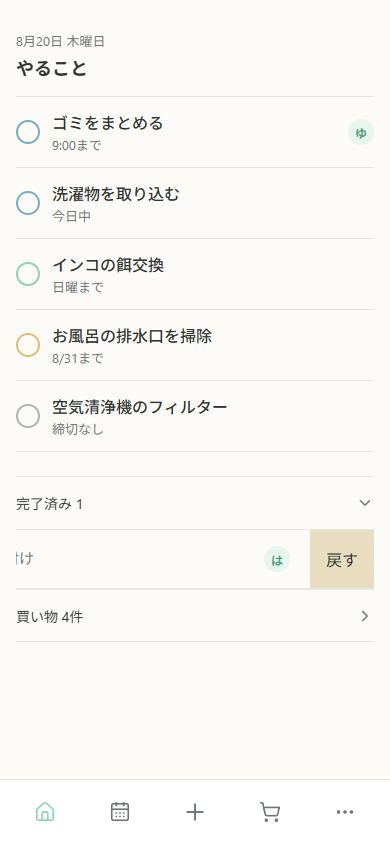 8月20日 木曜日
やること
ゴミをまとめる
ゆ
9:00まで
洗濯物を取り込む
今日中
インコの餌交換
日曜まで
お風呂の排水口を掃除
8/31まで
空気清浄機のフィルター
締切なし
完了済み 1
け
は
戻す
買い物 4件